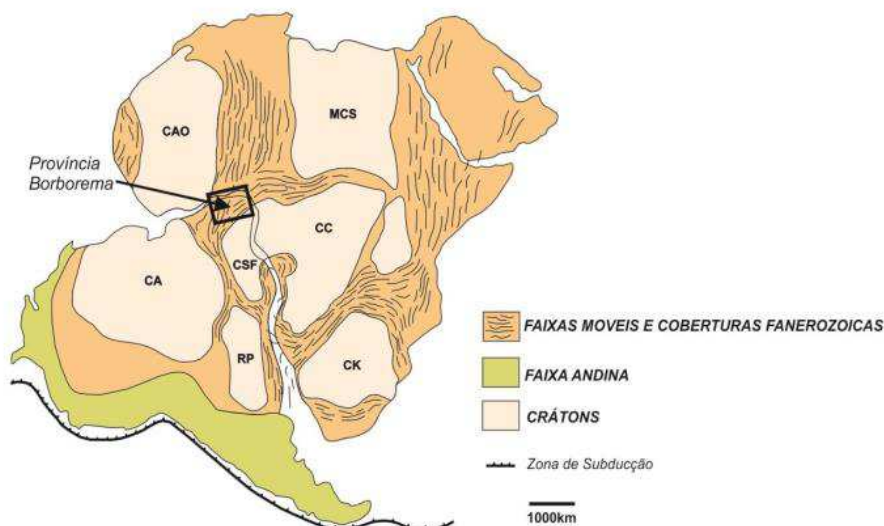 CAO
MCS
Província
Borborema
CC
CSF
CA
RP
CK
FAIXAS MOVEIS E COBERTURAS FANEROZOICAS
FAIXA ANDINA
CRÁTONS
Zona de Subducção
1000km